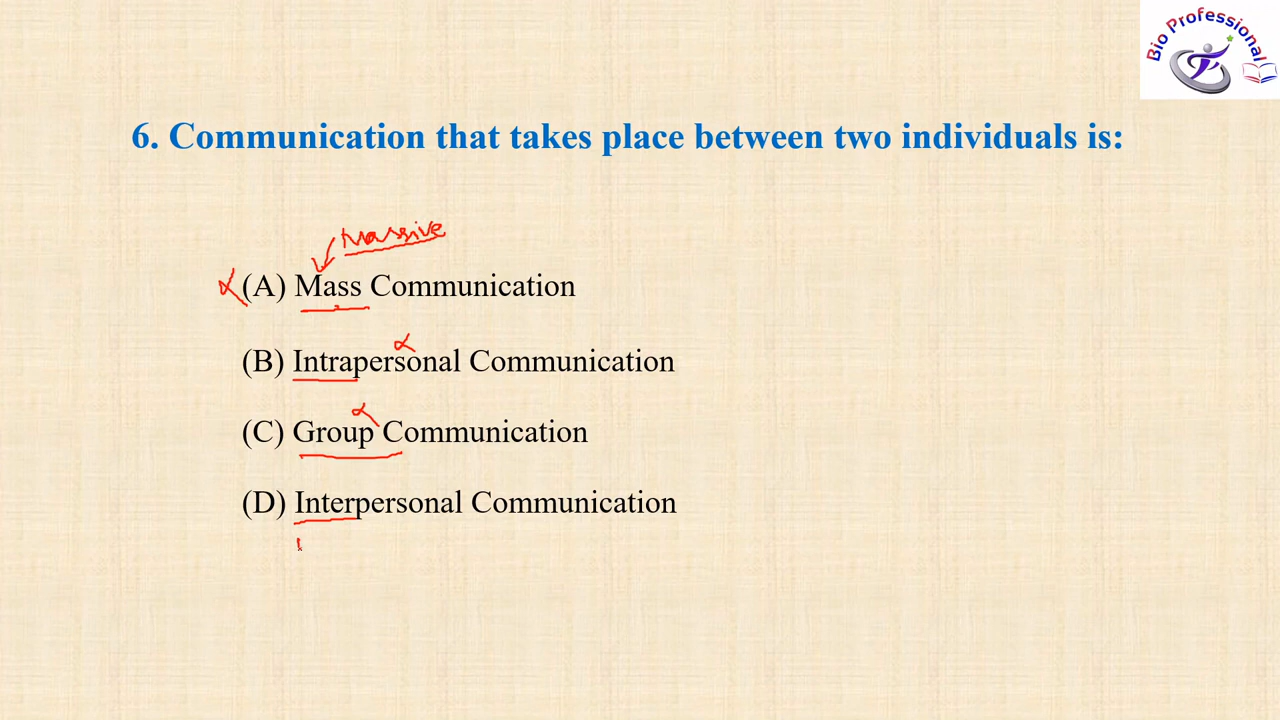 Bio Professional
6. Communication that takes place between two individuals is:
Massive
(A) Mass Communication
(B) Intrapersonal Communication
(C) Group Communication
(D) Interpersonal Communication